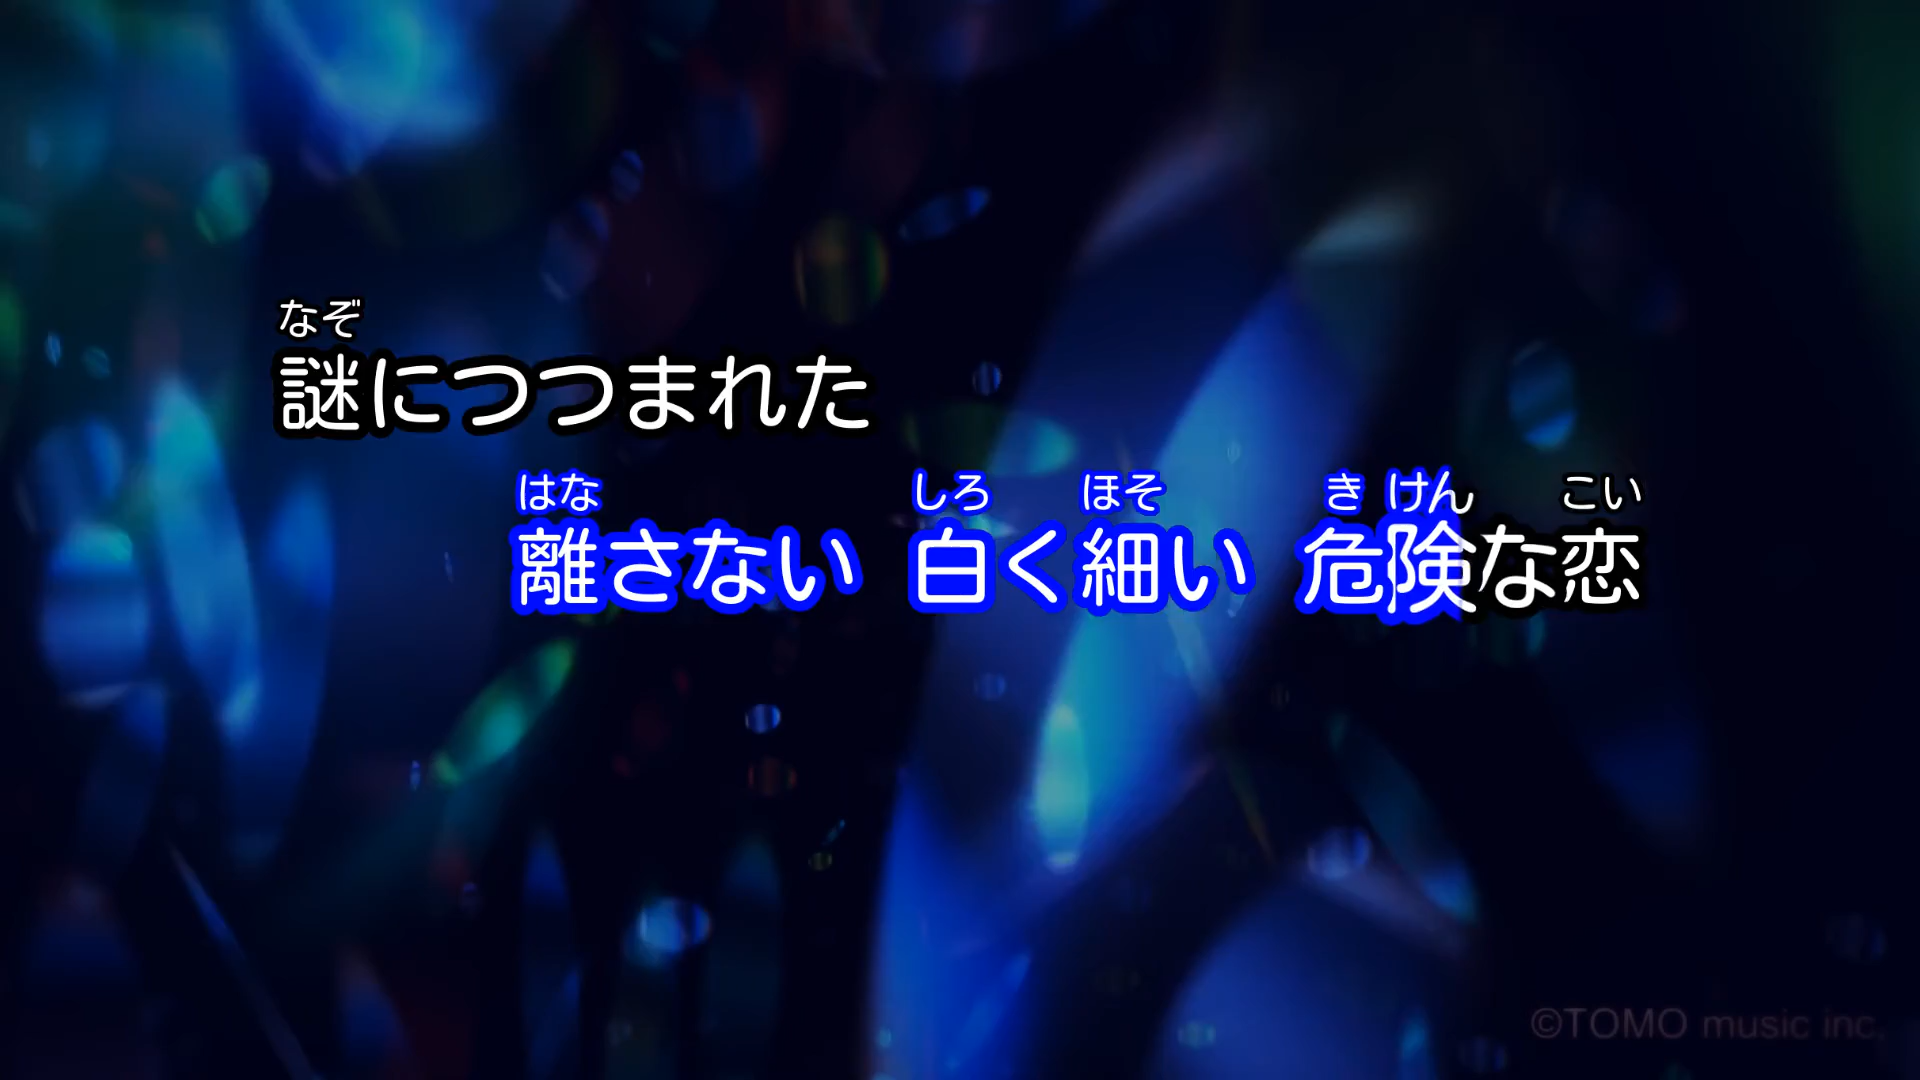 なぞ
謎につつまれた
はな しろ ほそ き けん こい
離さない 白く細い 危険な恋
©TOMO music inc.